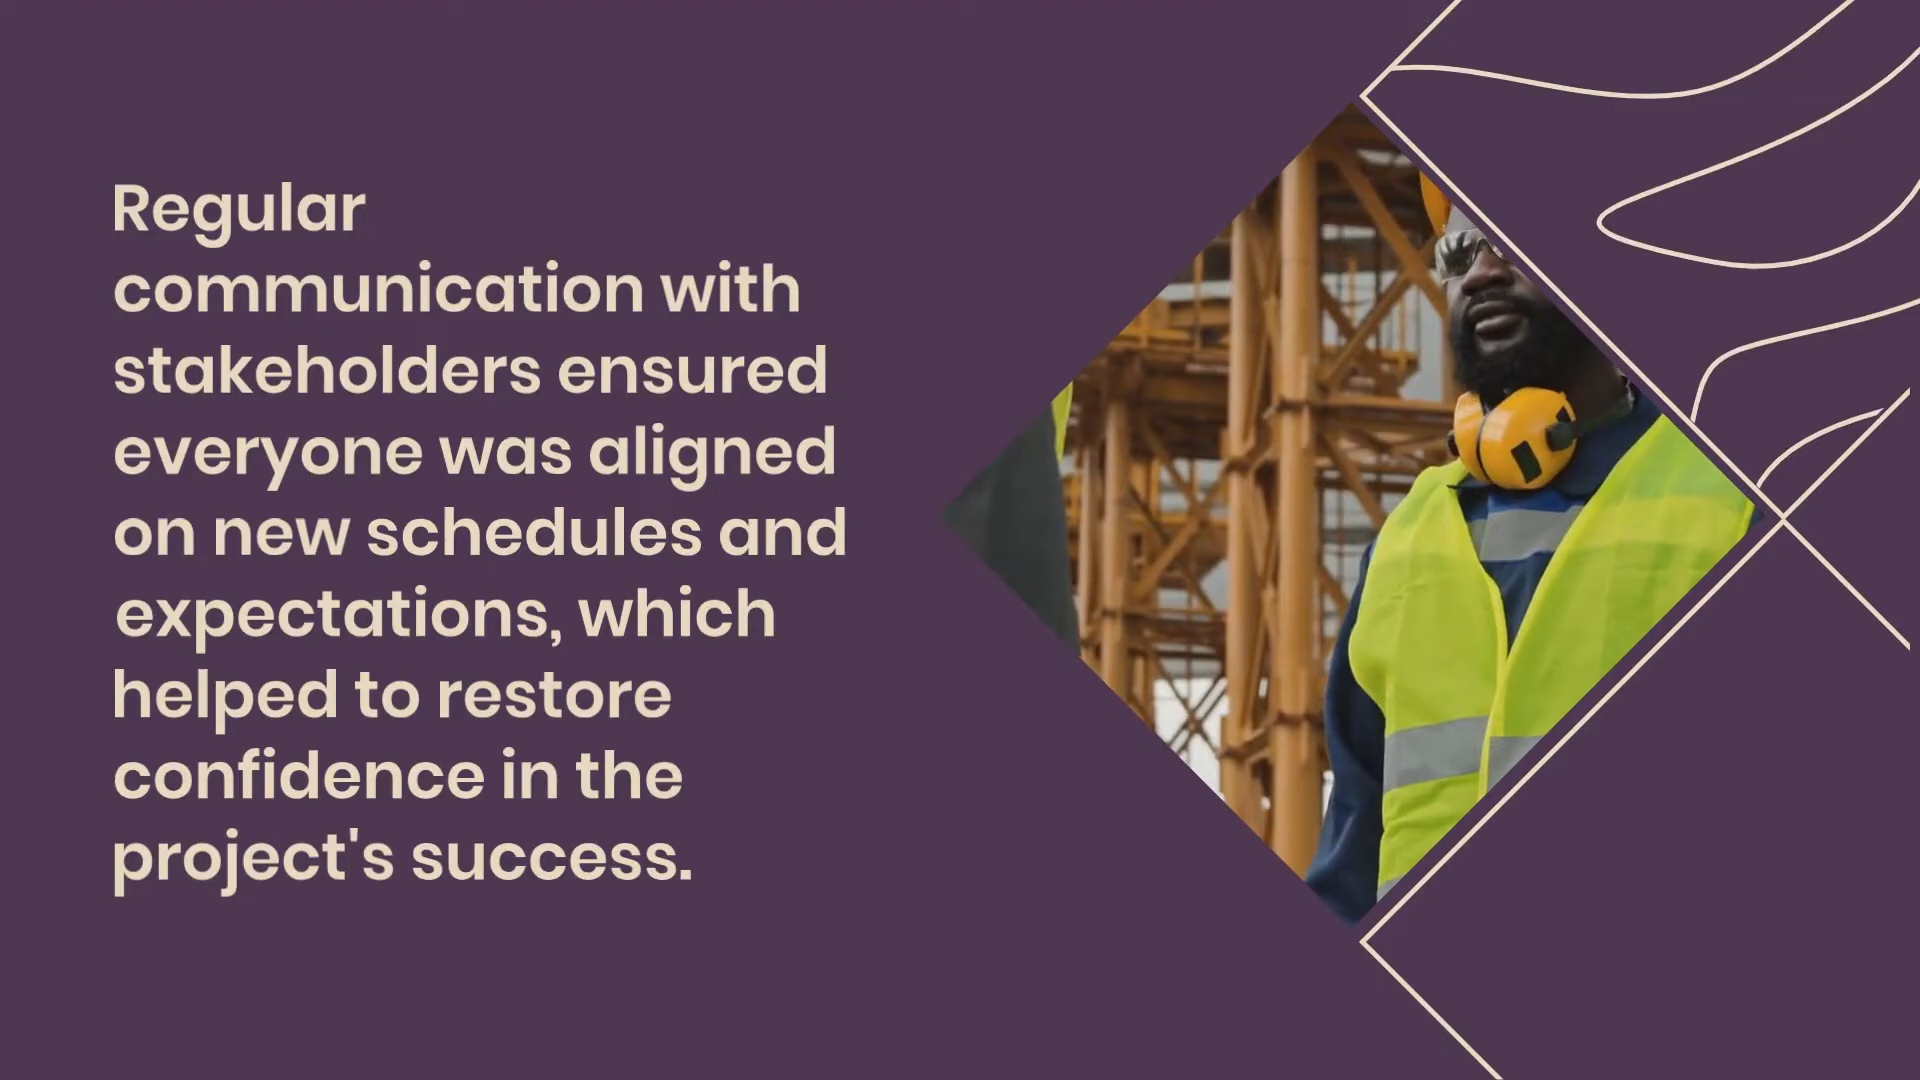 Regular
communication with
stakeholders ensured
everyone was aligned
on new schedules and
expectations, which
helped to restore
confidence in the
project's success.